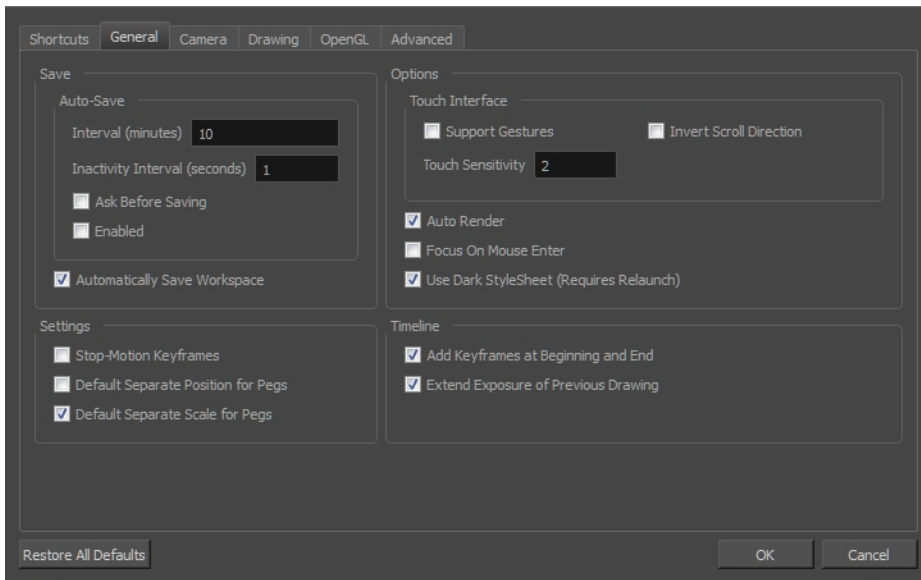 Shortcuts General Camera Drawing OpenGL Advanced
Save
Auto-Save
Interval (minutes) 10
Inactivity Interval (seconds) 1
Ask Before Saving
Enabled
Automatically Save Workspace
Options
Touch Interface
Support Gestures Invert Scroll Direction
Touch Sensitivity 2
Auto Render
Focus On Mouse Enter
Use Dark StyleSheet (Requires Relaunch)
Settings
Stop-Motion Keyframes
Default Separate Position for Pegs
Default Separate Scale for Pegs
Timeline
Add Keyframes at Beginning and End
Extend Exposure of Previous Drawing
Restore All Defaults OK Cancel